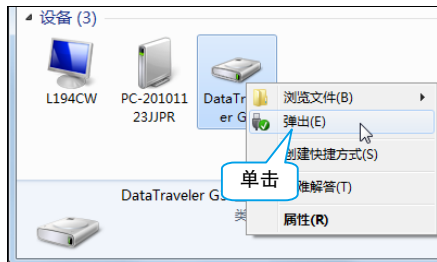 设备 (3)
L194CW
PC-201011
23JJPR
DataTr
er G
浏览文件(B)
弹出(E)
创建快捷方式(S)
单击
难解答(T)
属性(R)
DataTraveler G
类